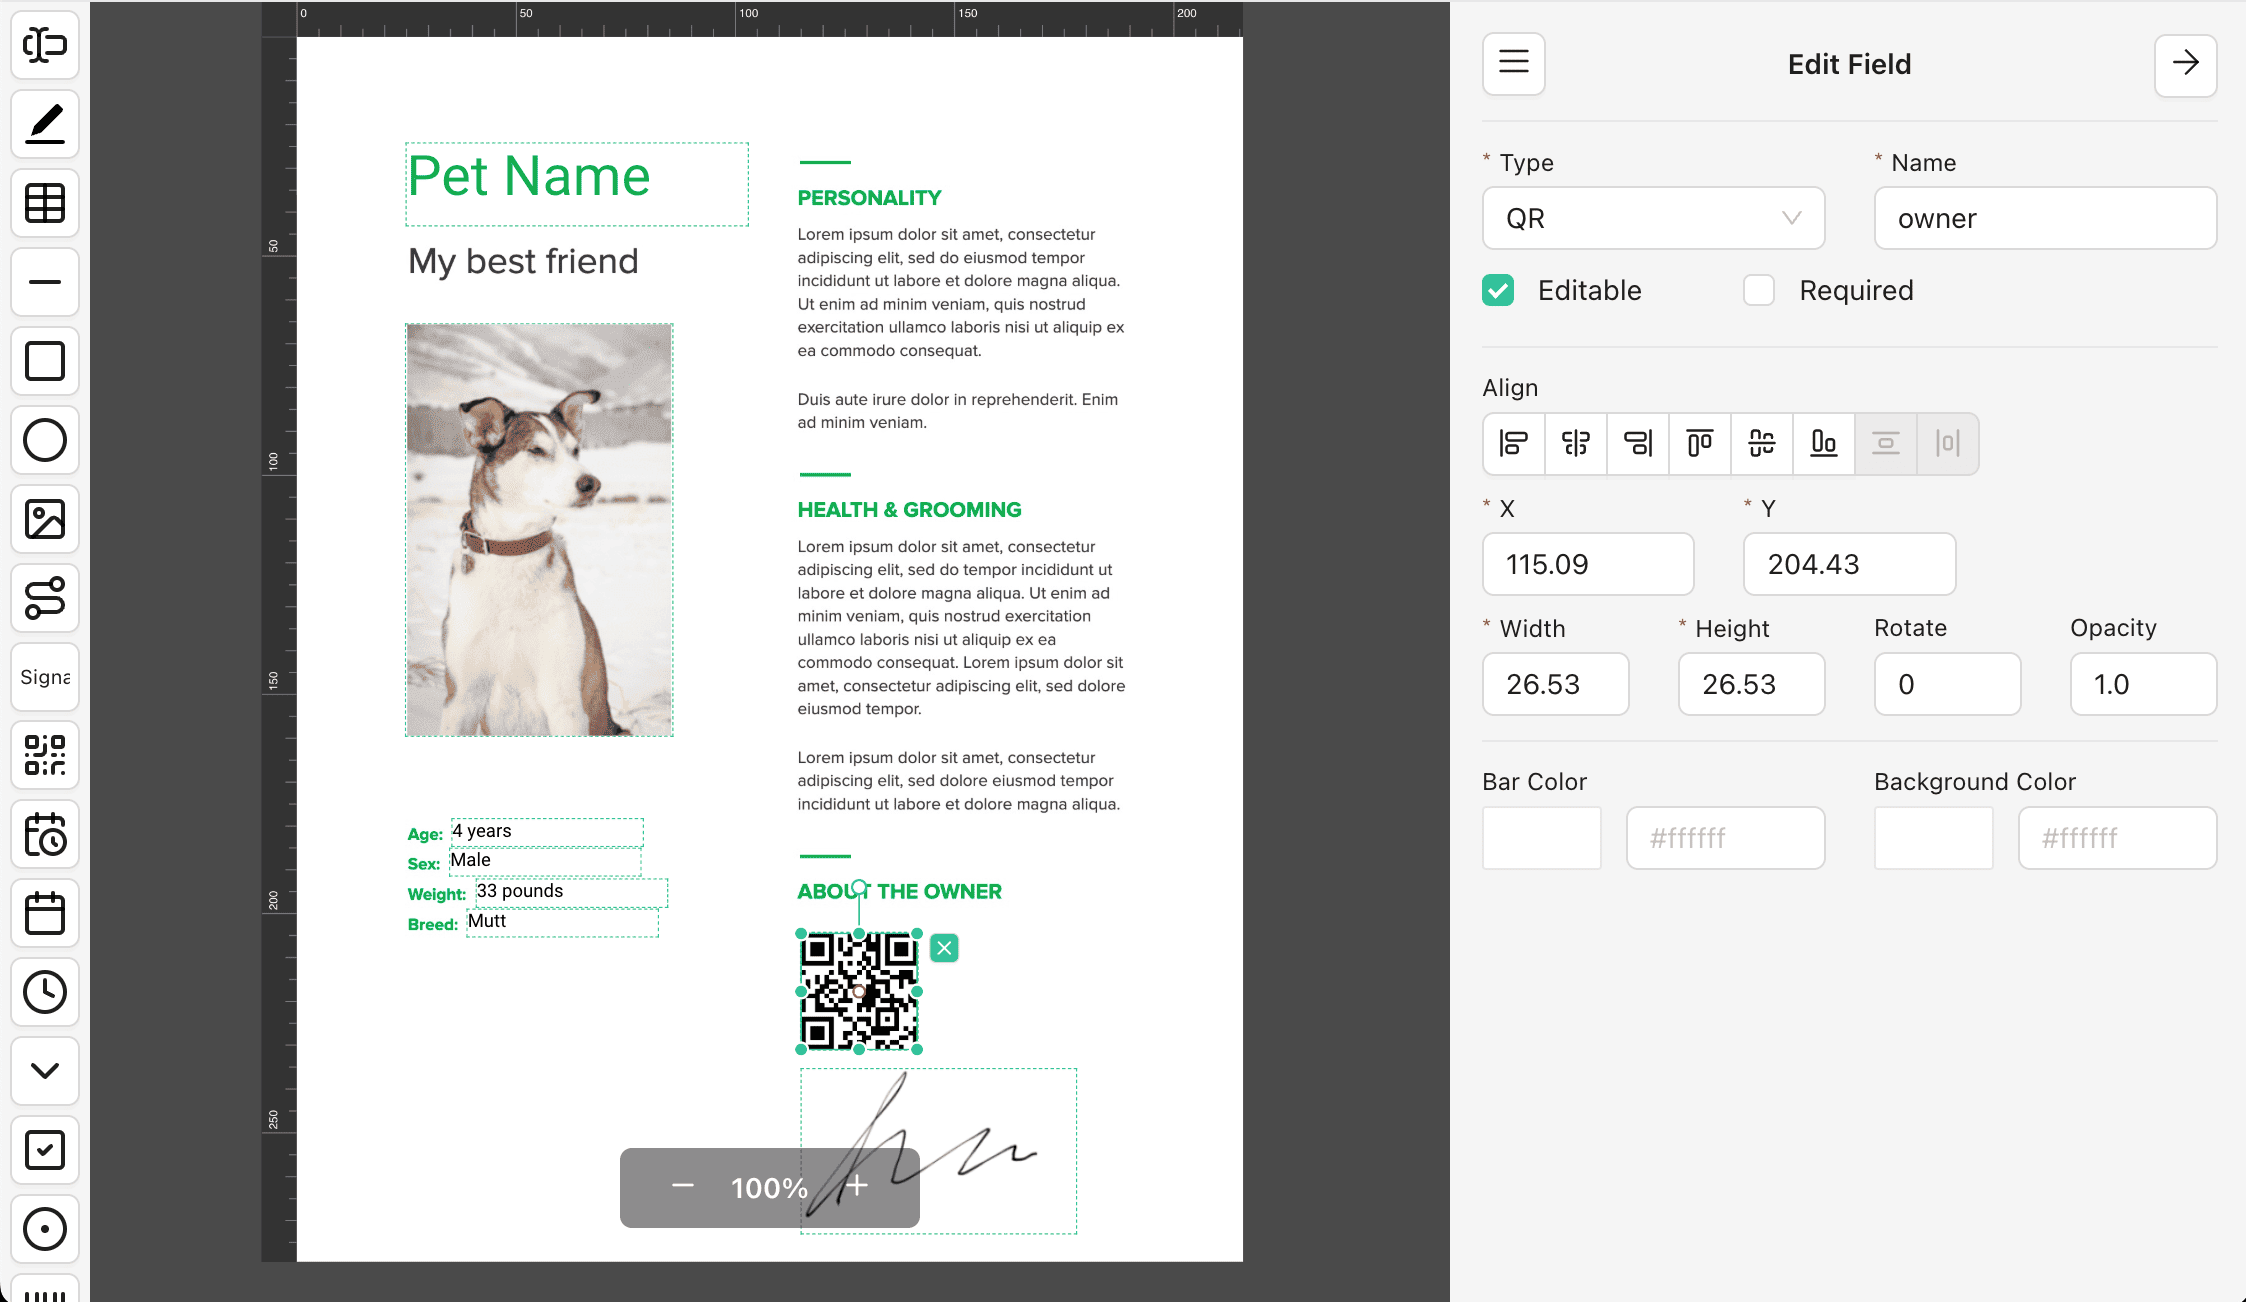 0 50 100 150 200
50
100
150
200
250
Signa
Pet Name
My best friend
Age: 4 years
Sex: Male
Weight: 33 pounds
Breed: Mutt
PERSONALITY
Lorem ipsum dolor sit amet, consectetur
adipiscing elit, sed do eiusmod tempor
incididunt ut labore et dolore magna aliqua.
Ut enim ad minim veniam, quis nostrud
exercitation ullamco laboris nisi ut aliquip ex
ea commodo consequat.
Duis aute irure dolor in reprehenderit. Enim
ad minim veniam.
HEALTH & GROOMING
Lorem ipsum dolor sit amet, consectetur
adipiscing elit, sed do tempor incididunt ut
labore et dolore magna aliqua. Ut enim ad
minim veniam, quis nostrud exercitation
ullamco laboris nisi ut aliquip ex ea
commodo consequat. Lorem ipsum dolor sit
amet, consectetur adipiscing elit, sed dolore
eiusmod tempor.
Lorem ipsum dolor sit amet, consectetur
adipiscing elit, sed dolore eiusmod tempor
incididunt ut labore et dolore magna aliqua.
ABOUT THE OWNER
100%
Edit Field
* Type * Name
QR owner
Editable Required
Align
* X * Y
115.09 204.43
* Width * Height Rotate Opacity
26.53 26.53 0 1.0
Bar Color Background Color
#ffffff #ffffff